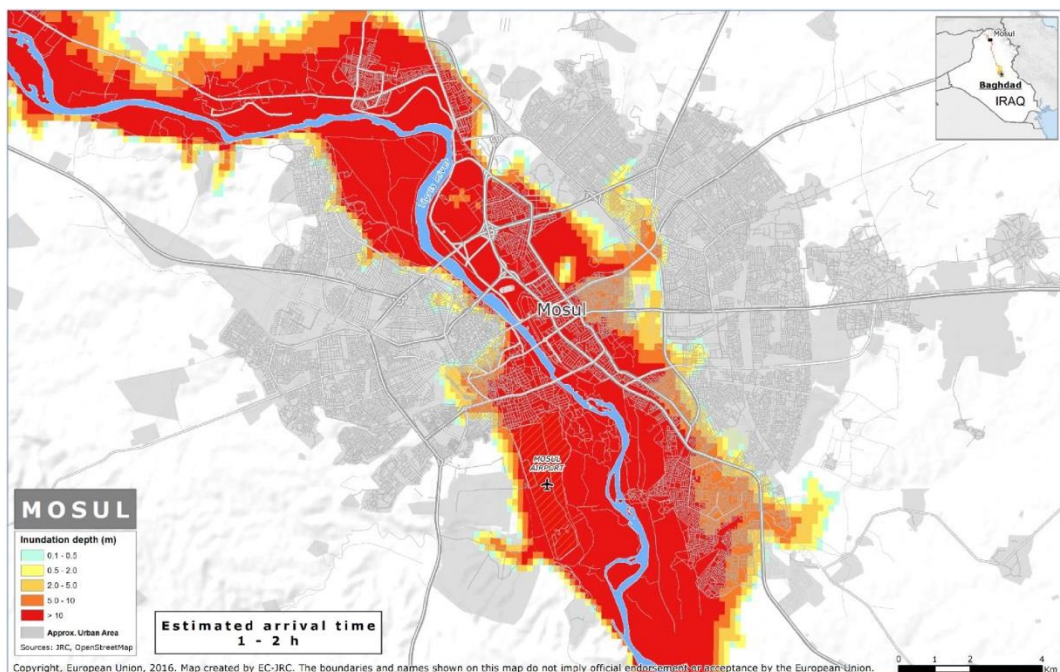 Mosul
Baghdad
IRAQ
Tigris River
Mosul
MOSUL
AIRPORT
MOSUL
Inundation depth (m)
0,1 - 0.5
0.5 - 2.0
2.0 - 5.0
5.0 - 10
> 10
Approx. Urban Area
Sources: JRC, OpenStreetMap
Estimated arrival time
1 - 2 h
0 1 2 4
Km
Copyright, European Union, 2016. Map created by EC-JRC. The boundaries and names shown on this map do not imply official endorsement or acceptance by the European Union.